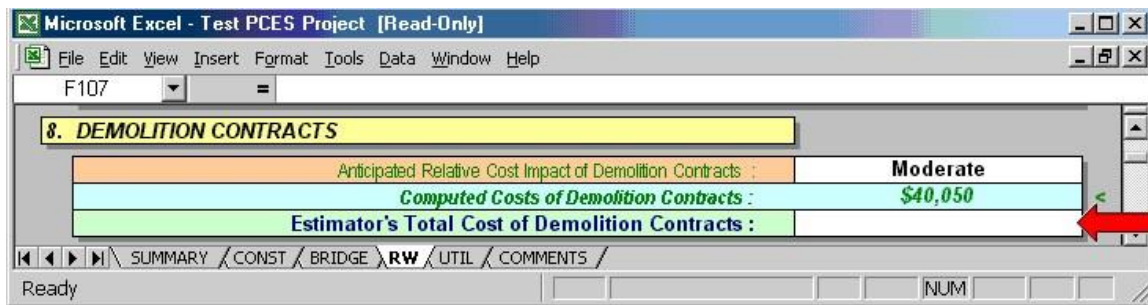 Microsoft Excel - Test PCES Project [Read-Only]
File Edit View Insert Format Tools Data Window Help
F107 =
8. DEMOLITION CONTRACTS
Anticipated Relative Cost Impact of Demolition Contracts : Moderate
Computed Costs of Demolition Contracts : $40,050 <
Estimator's Total Cost of Demolition Contracts :
SUMMARY CONST BRIDGE RW UTIL COMMENTS
Ready NUM